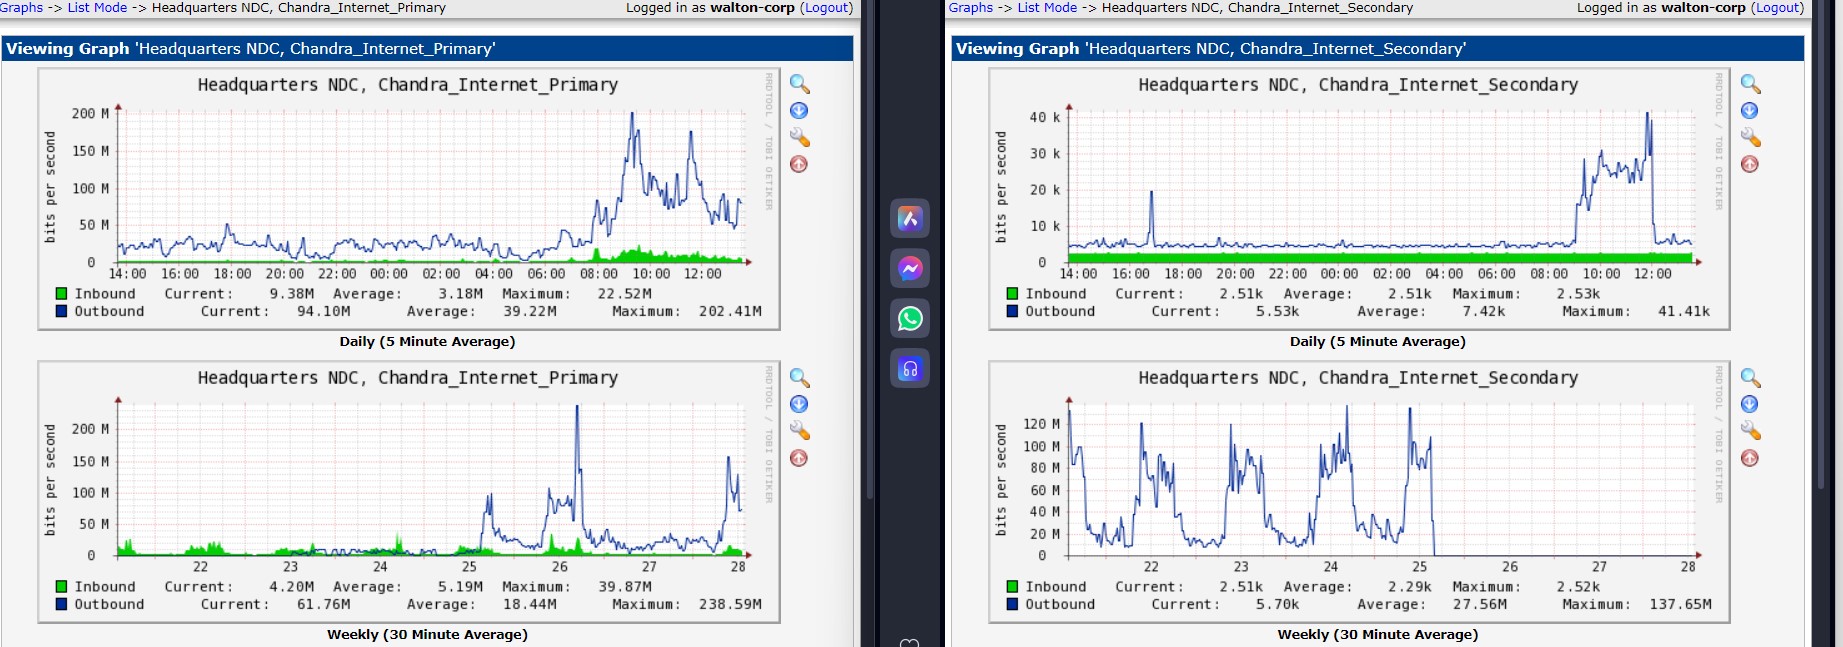 Graphs -> List Mode -> Headquarters NDC, Chandra_Internet_Primary
Logged in as walton-corp (Logout)
Viewing Graph 'Headquarters NDC, Chandra_Internet_Primary'
Headquarters NDC, Chandra_Internet_Primary
RRDTOOL / TOBI OETIKER
bits per second
200 M
150 M
100 M
50 M
0
14:00 16:00 18:00 20:00 22:00 00:00 02:00 04:00 06:00 08:00 10:00 12:00
Inbound Current: 9.38M Average: 3.18M Maximum: 22.52M
Outbound Current: 94.10M Average: 39.22M Maximum: 202.41M
Daily (5 Minute Average)
Headquarters NDC, Chandra_Internet_Primary
RRDTOOL / TOBI OETIKER
bits per second
200 M
150 M
100 M
50 M
0
22 23 24 25 26 27 28
Inbound Current: 4.20M Average: 5.19M Maximum: 39.87M
Outbound Current: 61.76M Average: 18.44M Maximum: 238.59M
Weekly (30 Minute Average)
Graphs -> List Mode -> Headquarters NDC, Chandra_Internet_Secondary
Logged in as walton-corp (Logout)
Viewing Graph 'Headquarters NDC, Chandra_Internet_Secondary'
Headquarters NDC, Chandra_Internet_Secondary
RRDTOOL / TOBI OETIKER
bits per second
40 k
30 k
20 k
10 k
0
14:00 16:00 18:00 20:00 22:00 00:00 02:00 04:00 06:00 08:00 10:00 12:00
Inbound Current: 2.51k Average: 2.51k Maximum: 2.53k
Outbound Current: 5.53k Average: 7.42k Maximum: 41.41k
Daily (5 Minute Average)
Headquarters NDC, Chandra_Internet_Secondary
RRDTOOL / TOBI OETIKER
bits per second
120 M
100 M
80 M
60 M
40 M
20 M
0
22 23 24 25 26 27 28
Inbound Current: 2.51k Average: 2.29k Maximum: 2.52k
Outbound Current: 5.70k Average: 27.56M Maximum: 137.65M
Weekly (30 Minute Average)